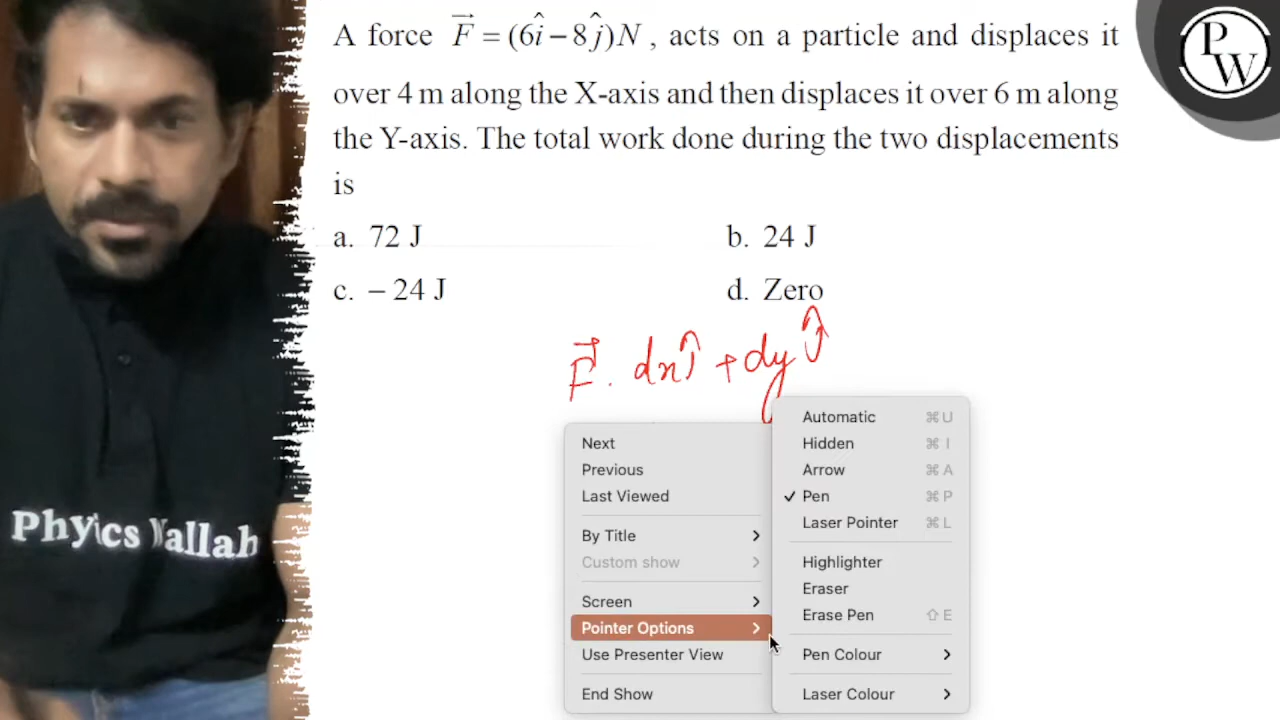 A force F⃗ = (6î − 8ĵ)N, acts on a particle and displaces it
over 4 m along the X-axis and then displaces it over 6 m along
the Y-axis. The total work done during the two displacements
is
a. 72 J
b. 24 J
c. – 24 J
d. Zero
F⃗ . dxî + dyĵ
PW
Physics Wallah
Next
Previous
Last Viewed
By Title
Custom show
Screen
Pointer Options
Use Presenter View
End Show
Automatic ⌘ U
Hidden ⌘ I
Arrow ⌘ A
✓ Pen ⌘ P
Laser Pointer ⌘ L
Highlighter
Eraser
Erase Pen ⇧ E
Pen Colour
Laser Colour